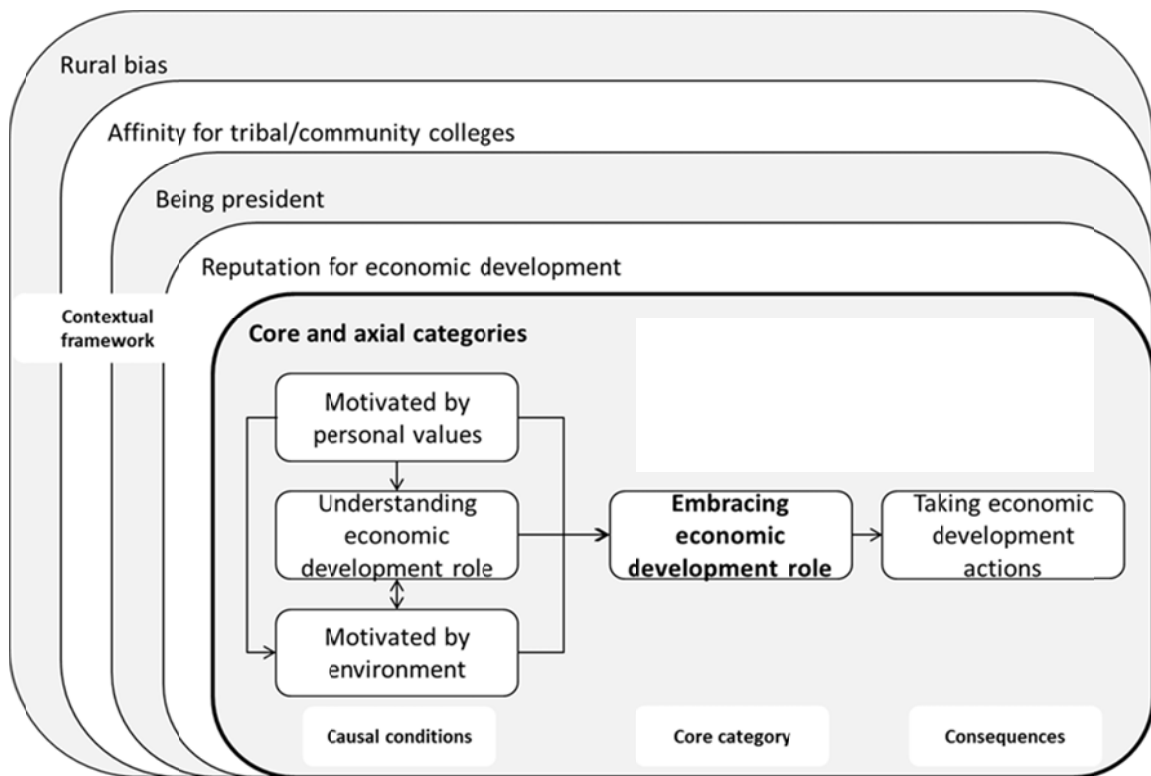 Rural bias
Affinity for tribal/community colleges
Being president
Reputation for economic development
Contextual
framework
Core and axial categories
Motivated by
personal values
Understanding
economic
development role
Motivated by
environment
Embracing
economic
development role
Taking economic
development
actions
Causal conditions
Core category
Consequences